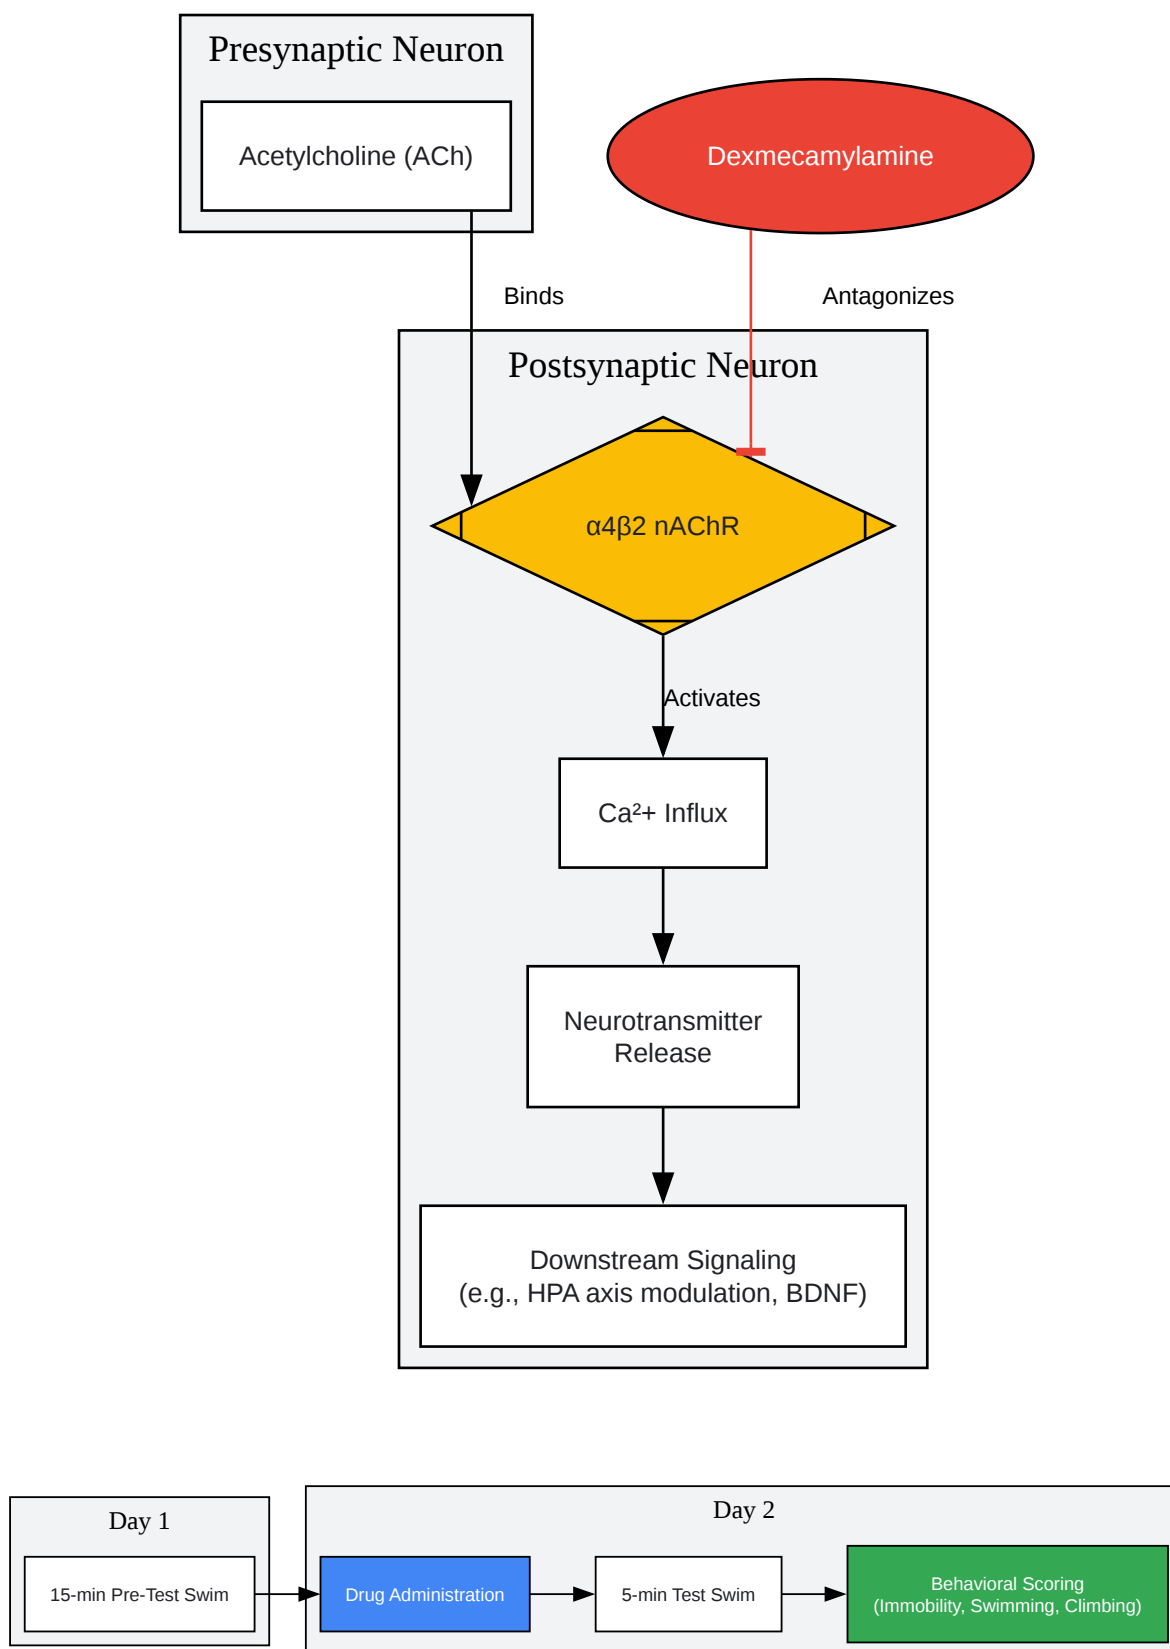 Presynaptic Neuron
Acetylcholine (ACh)
Dexmecamylamine
Binds
Antagonizes
Postsynaptic Neuron
α4β2 nAChR
Activates
Ca²+ Influx
Neurotransmitter
Release
Downstream Signaling
(e.g., HPA axis modulation, BDNF)
Day 1
15-min Pre-Test Swim
Day 2
Drug Administration
5-min Test Swim
Behavioral Scoring
(Immobility, Swimming, Climbing)